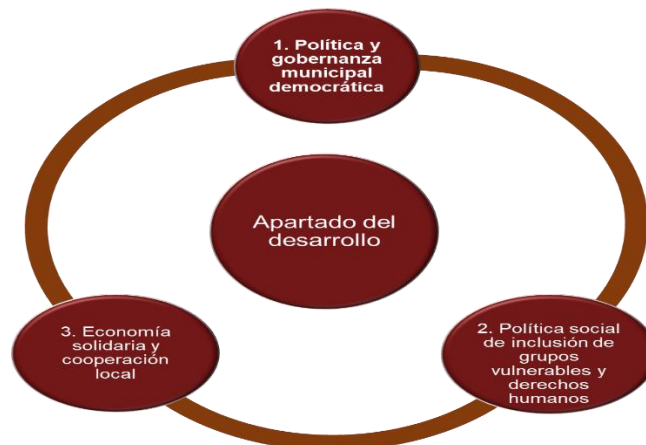 1. Política y
gobernanza
municipal
democrática
Apartado del
desarrollo
3. Economía
solidaria y
cooperación
local
2. Política social
de inclusión de
grupos
vulnerables y
derechos
humanos